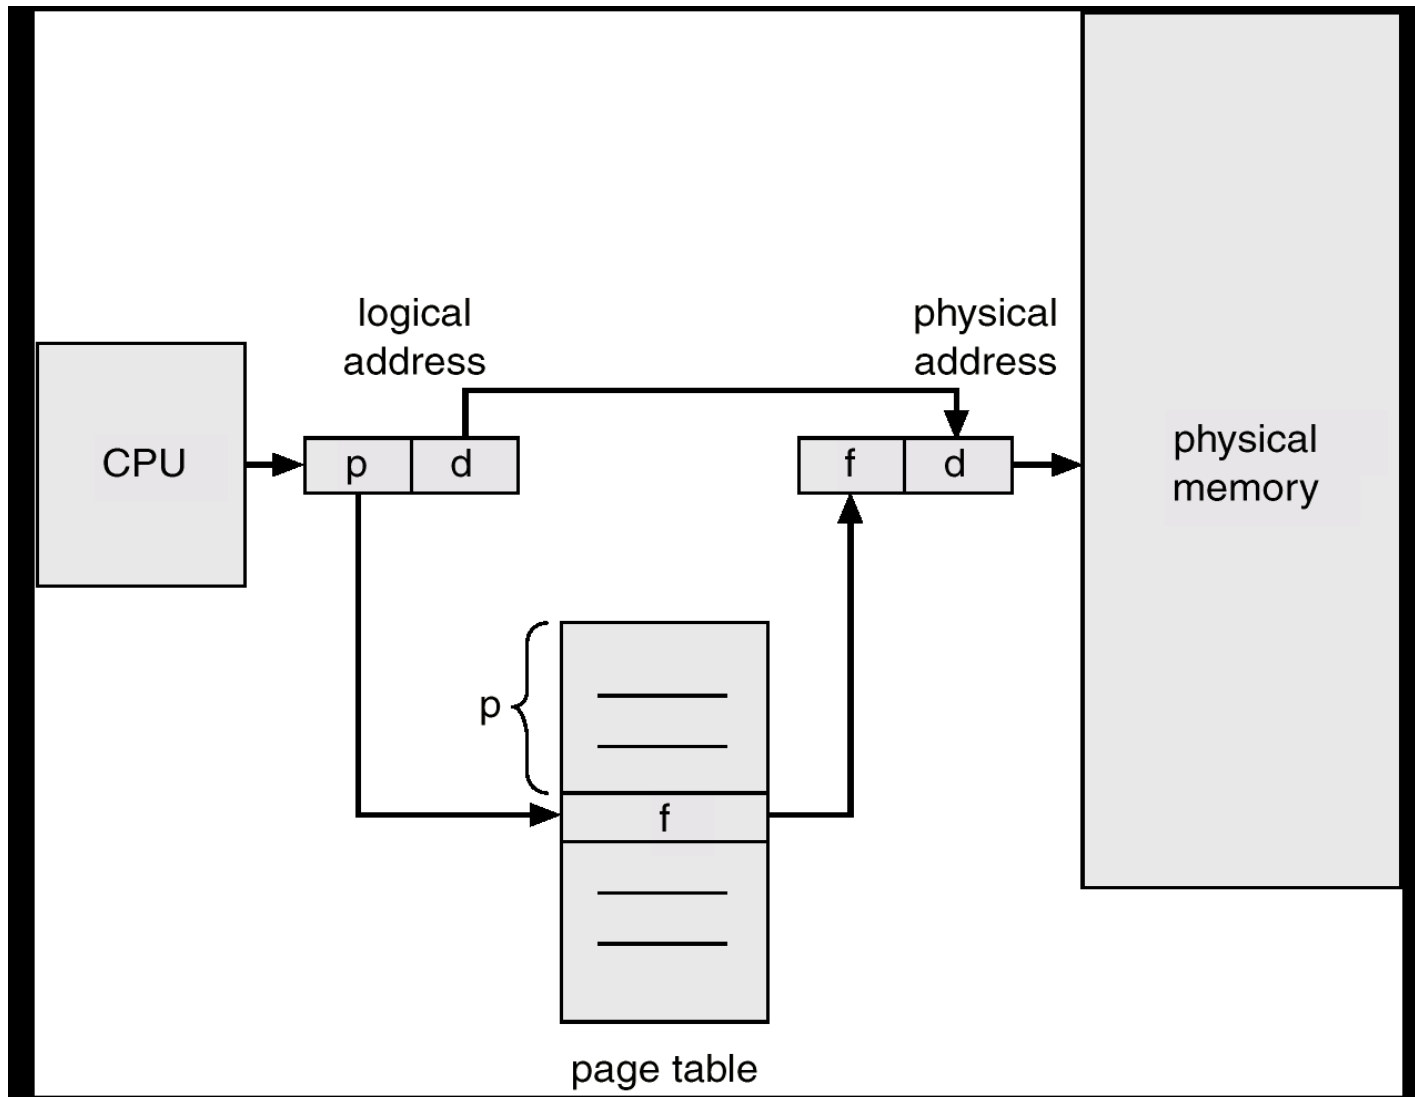 logical
address
physical
address
CPU
p
d
f
d
physical
memory
p
f
page table